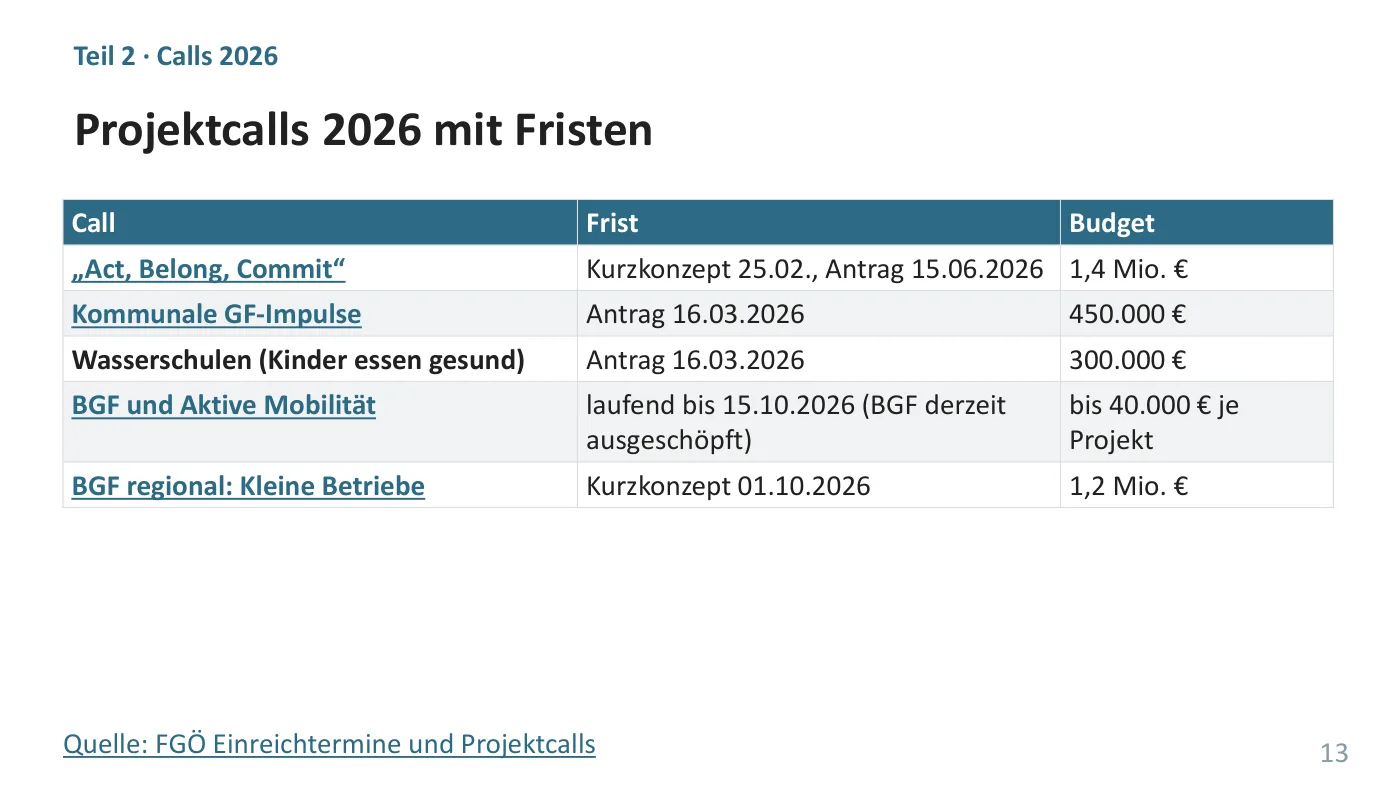 Teil 2 · Calls 2026
Projektcalls 2026 mit Fristen
Call Frist Budget
„Act, Belong, Commit“ Kurzkonzept 25.02., Antrag 15.06.2026 1,4 Mio. €
Kommunale GF-Impulse Antrag 16.03.2026 450.000 €
Wasserschulen (Kinder essen gesund) Antrag 16.03.2026 300.000 €
BGF und Aktive Mobilität laufend bis 15.10.2026 (BGF derzeit bis 40.000 € je
ausgeschöpft) Projekt
BGF regional: Kleine Betriebe Kurzkonzept 01.10.2026 1,2 Mio. €
Quelle: FGÖ Einreichtermine und Projektcalls
13